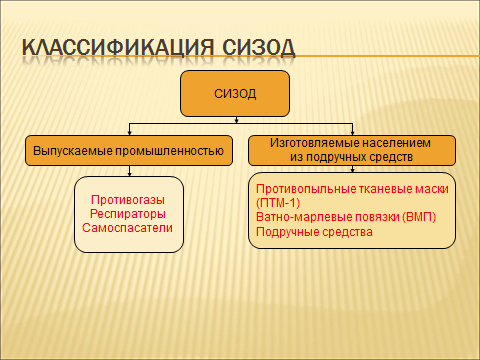 КЛАССИФИКАЦИЯ СИЗОД
СИЗОД
Выпускаемые промышленностью
Изготовляемые населением
из подручных средств
Противогазы
Респираторы
Самоспасатели
Противопыльные тканевые маски
(ПТМ-1)
Ватно-марлевые повязки (ВМП)
Подручные средства